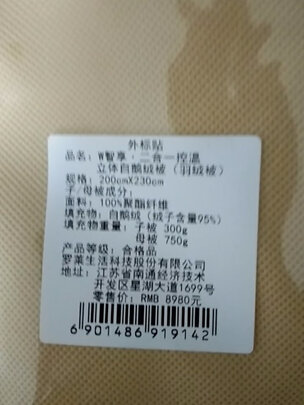 外标贴
品名：W智享·二合一控温
立体白鹅绒被（羽绒被）
规格：200cmX230cm
子/母被成分：
面料：100%聚酯纤维
填充物：白鹅绒（绒子含量95%）
填充物重量：子被 300g
母被 750g
产品等级：合格品
罗莱生活科技股份有限公司
地址：江苏省南通经济技术
开发区星湖大道1699号
零售价：RMB 8980元
6901486919142